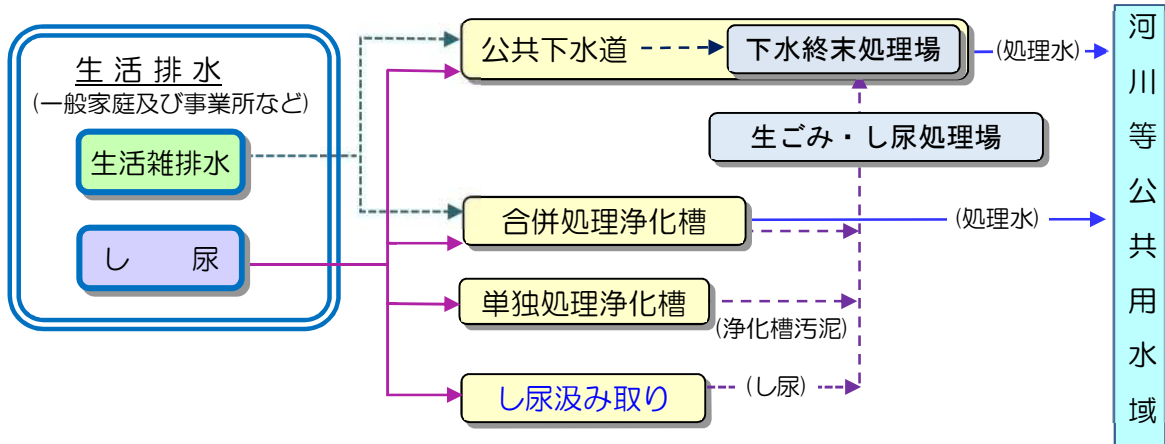 生活排水
(一般家庭及び事業所など)
生活雑排水
し　尿
公共下水道
下水終末処理場
(処理水)
生ごみ・し尿処理場
合併処理浄化槽
(処理水)
単独処理浄化槽
(浄化槽汚泥)
し尿汲み取り
(し尿)
河川等公共用水域